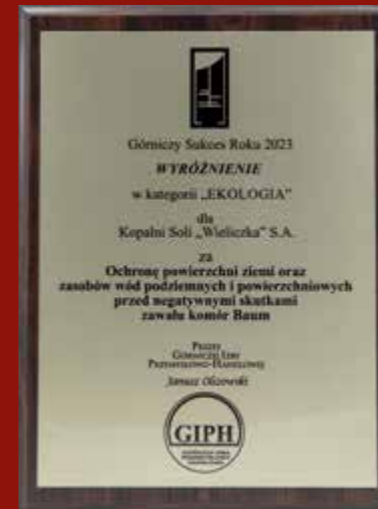 Górniczy Sukces Roku 2023
WYRÓŻNIENIE
w kategorii „EKOLOGIA”
dla
Kopalni Soli „Wieliczka” S.A.
za
Ochronę powierzchni ziemi oraz
zasobów wód podziemnych i powierzchniowych
przed negatywnymi skutkami
zawału komór Baum
Prezes
Górniczej Izby
Przemysłowo-Handlowej
Janusz Olszowski
GIPH